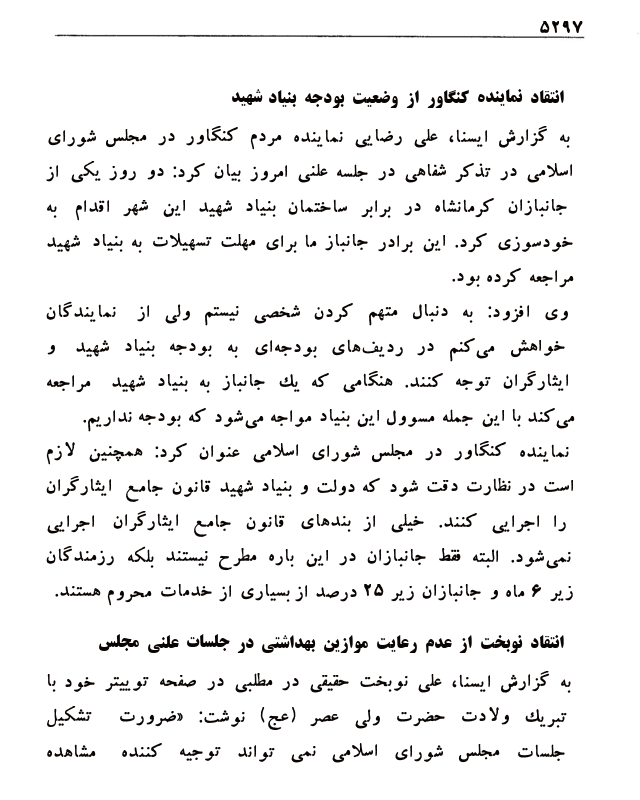 ۵۲۹۷
انتقاد نماینده کنگاور از وضعیت بودجه بنیاد شهید
به گزارش ایسنا، علی رضایی نماینده مردم کنگاور در مجلس شورای
اسلامی در تذکر شفاهی در جلسه علنی امروز بیان کرد: دو روز یکی از
جانبازان کرمانشاه در برابر ساختمان بنیاد شهید این شهر اقدام به
خودسوزی کرد. این برادر جانباز ما برای مهلت تسهیلات به بنیاد شهید
مراجعه کرده بود.
وی افزود: به دنبال متهم کردن شخصی نیستم ولی از نمایندگان
خواهش می‌کنم در ردیف‌های بودجه‌ای به بودجه بنیاد شهید و
ایثارگران توجه کنند. هنگامی که یك جانباز به بنیاد شهید مراجعه
می‌کند با این جمله مسوول این بنیاد مواجه می‌شود که بودجه نداریم.
نماینده کنگاور در مجلس شورای اسلامی عنوان کرد: همچنین لازم
است در نظارت دقت شود که دولت و بنیاد شهید قانون جامع ایثارگران
را اجرایی کنند. خیلی از بندهای قانون جامع ایثارگران اجرایی
نمی‌شود. البته فقط جانبازان در این باره مطرح نیستند بلکه رزمندگان
زیر ۶ ماه و جانبازان زیر ۲۵ درصد از بسیاری از خدمات محروم هستند.
انتقاد نوبخت از عدم رعایت موازین بهداشتی در جلسات علنی مجلس
به گزارش ایسنا، علی نوبخت حقیقی در مطلبی در صفحه توییتر خود با
تبریك ولادت حضرت ولی عصر (عج) نوشت: «ضرورت تشکیل
جلسات مجلس شورای اسلامی نمی تواند توجیه کننده مشاهده